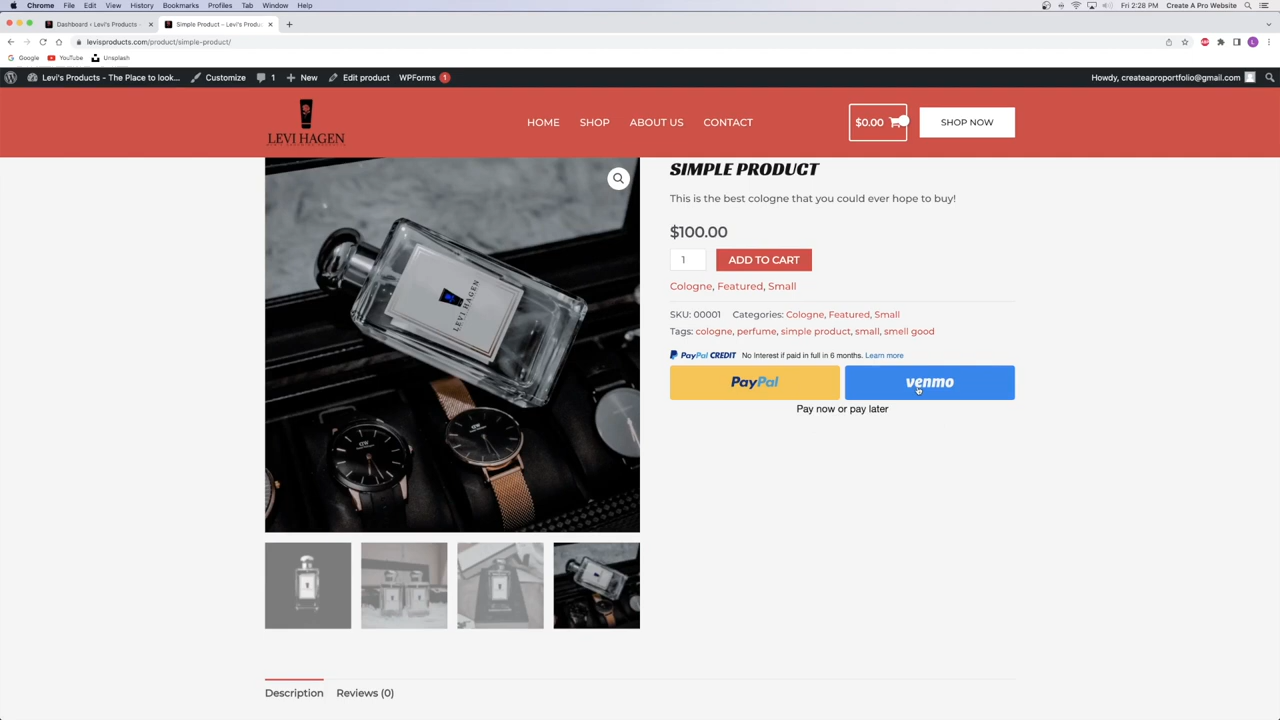 Chrome File Edit View History Bookmarks Profiles Tab Window Help Fri 2:28 PM Create A Pro Website
Dashboard ‹ Levi's Products - Simple Product – Levi's Produ
levisproducts.com/product/simple-product/
Google YouTube Unsplash
Levi's Products - The Place to look... Customize 1 New Edit product WPForms 1 Howdy, createaproportfolio@gmail.com
LEVI HAGEN
HOME SHOP ABOUT US CONTACT $0.00 SHOP NOW
SIMPLE PRODUCT
This is the best cologne that you could ever hope to buy!
$100.00
1 ADD TO CART
Cologne, Featured, Small
SKU: 00001 Categories: Cologne, Featured, Small
Tags: cologne, perfume, simple product, small, smell good
PayPal CREDIT No Interest if paid in full in 6 months. Learn more
PayPal venmo
Pay now or pay later
LEVI HAGEN
Description Reviews (0)